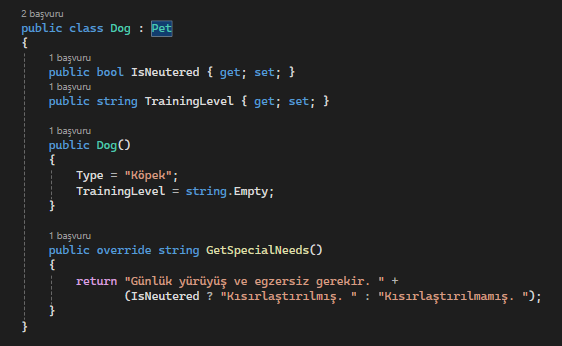 2 başvuru
public class Dog : Pet
{
1 başvuru
public bool IsNeutered { get; set; }
1 başvuru
public string TrainingLevel { get; set; }
1 başvuru
public Dog()
{
Type = "Köpek";
TrainingLevel = string.Empty;
}
1 başvuru
public override string GetSpecialNeeds()
{
return "Günlük yürüyüş ve egzersiz gerekir. " +
(IsNeutered ? "Kısırlaştırılmış. " : "Kısırlaştırılmamış. ");
}
}